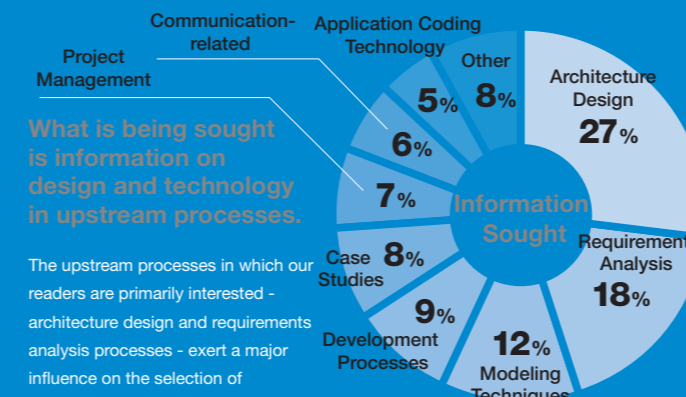 Communication-
related
Application Coding
Technology
Project
Management
Other
8%
5%
6%
7%
Architecture
Design
27%
What is being sought
is information on
design and technology
in upstream processes.
Information
Sought
Requirement
Analysis
18%
Case
Studies
8%
9%
Development
Processes
12%
Modeling
Techniques
The upstream processes in which our
readers are primarily interested -
architecture design and requirements
analysis processes - exert a major
influence on the selection of